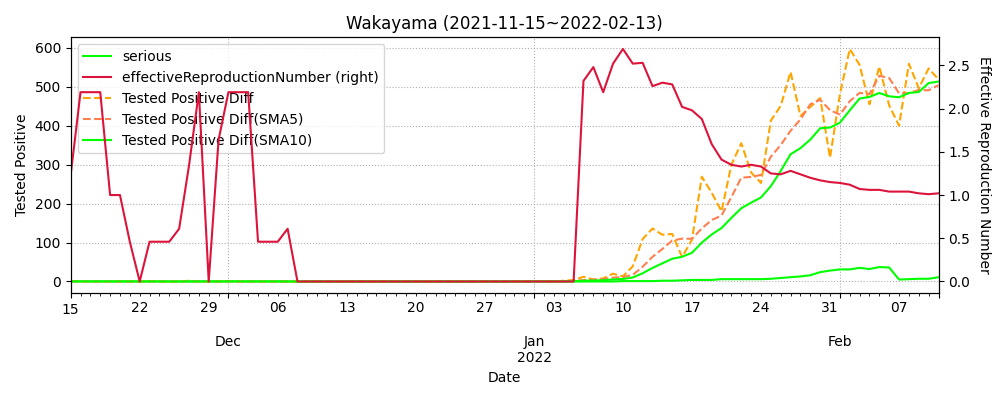 Wakayama (2021-11-15~2022-02-13)
serious
effectiveReproductionNumber (right)
Tested Positive Diff
Tested Positive Diff(SMA5)
Tested Positive Diff(SMA10)
Tested Positive
600
500
400
300
200
100
0
Effective Reproduction Number
2.5
2.0
1.5
1.0
0.5
0.0
15 22 29 06 13 20 27 03 10 17 24 31 07
Dec Jan Feb
2022
Date